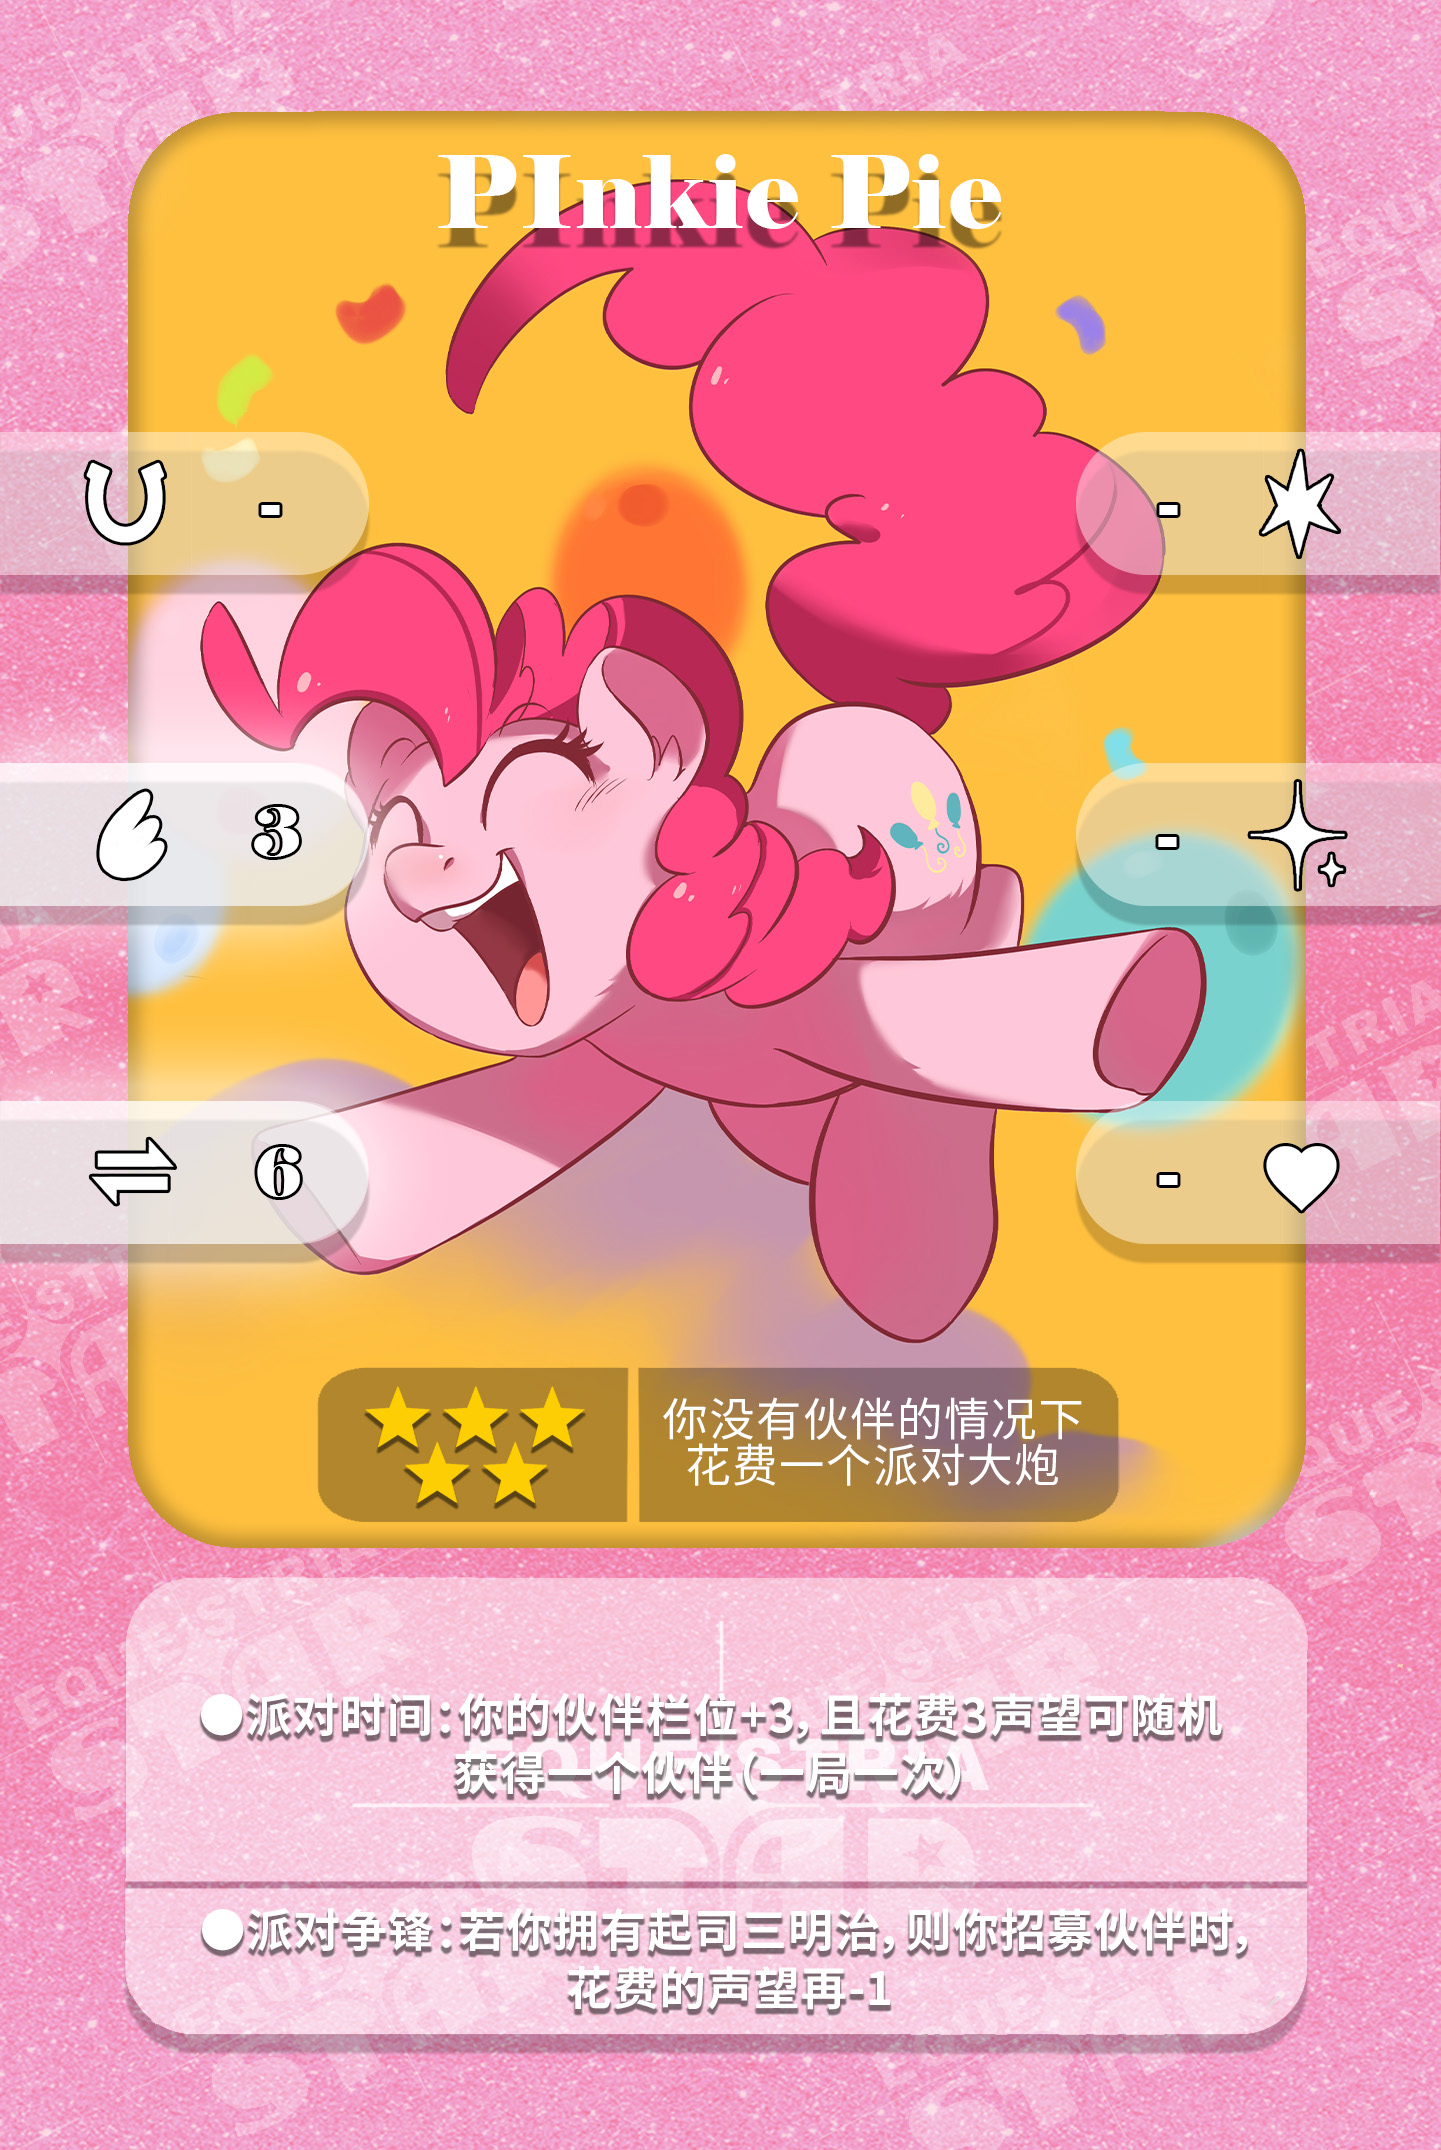 PInkie Pie
-
-
3
-
6
-
你没有伙伴的情况下
花费一个派对大炮
●派对时间：你的伙伴栏位+3，且花费3声望可随机
获得一个伙伴（一局一次）
EQUESTRIA
STAR
●派对争锋：若你拥有起司三明治，则你招募伙伴时，
花费的声望再-1